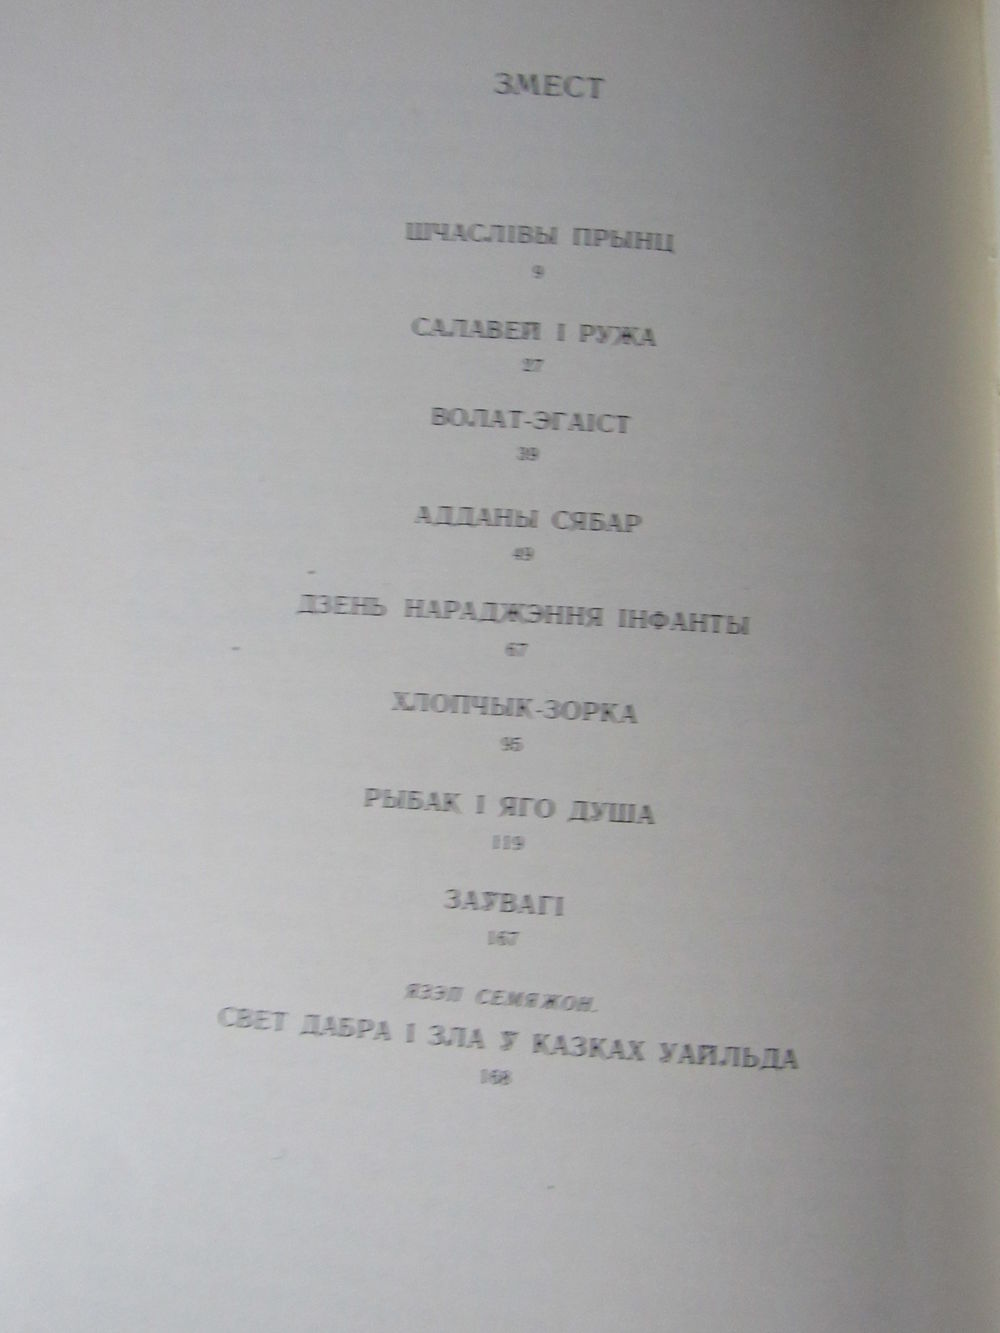 ЗМЕСТ
ШЧАСЛІВЫ ПРЫНЦ
9
САЛАВЕЙ І РУЖА
27
ВОЛАТ-ЭГАІСТ
39
АДДАНЫ СЯБАР
49
ДЗЕНЬ НАРАДЖЭННЯ ІНФАНТЫ
67
ХЛОПЧЫК-ЗОРКА
95
РЫБАК І ЯГО ДУША
119
ЗАЎВАГІ
167
ЯЗЭП СЕМЯЖОН.
СВЕТ ДАБРА І ЗЛА Ў КАЗКАХ УАЙЛЬДА
168